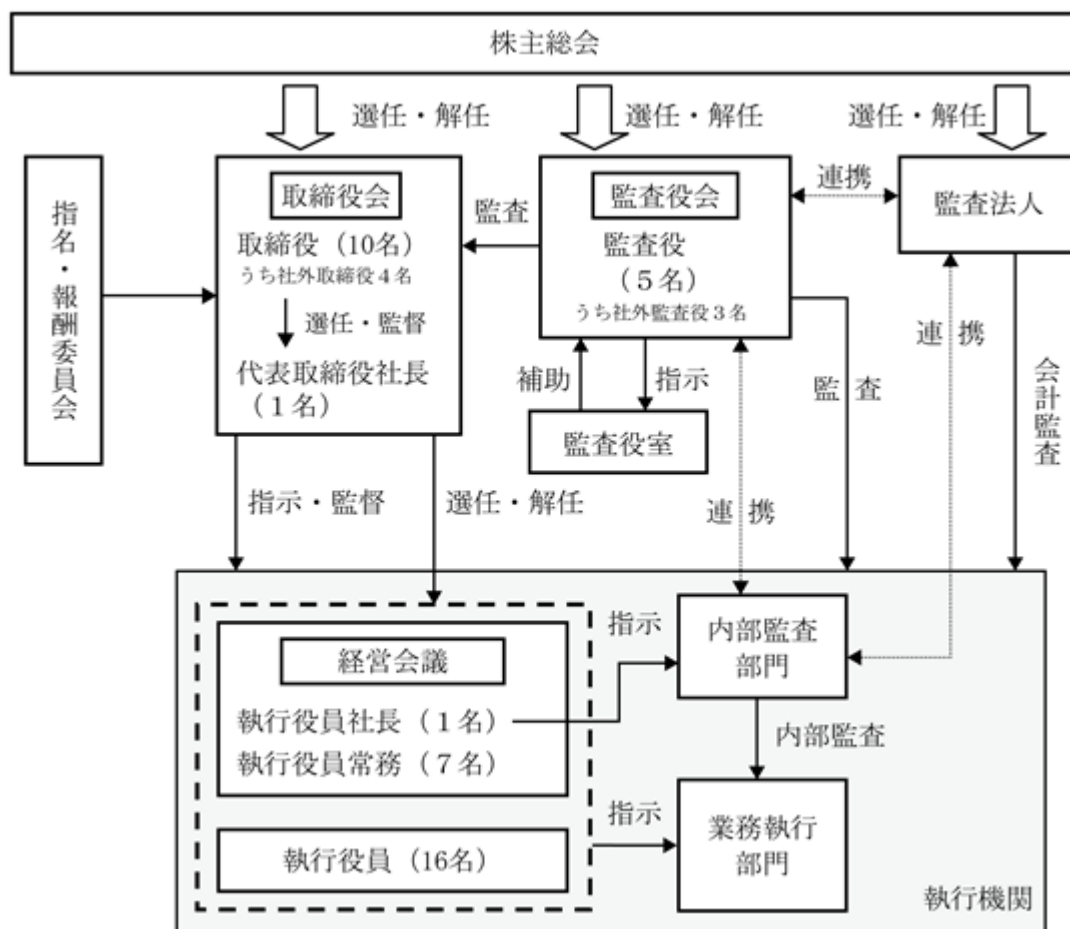 株主総会
選任・解任
選任・解任
選任・解任
指名・報酬委員会
取締役会
取締役（10名）
うち社外取締役４名
選任・監督
代表取締役社長
（１名）
監査
監査役会
監査役
（５名）
うち社外監査役３名
連携
監査法人
補助
指示
監査役室
連携
監査
連携
会計監査
指示・監督
選任・解任
経営会議
執行役員社長（１名）
執行役員常務（７名）
執行役員（16名）
指示
内部監査
部門
内部監査
指示
業務執行
部門
執行機関